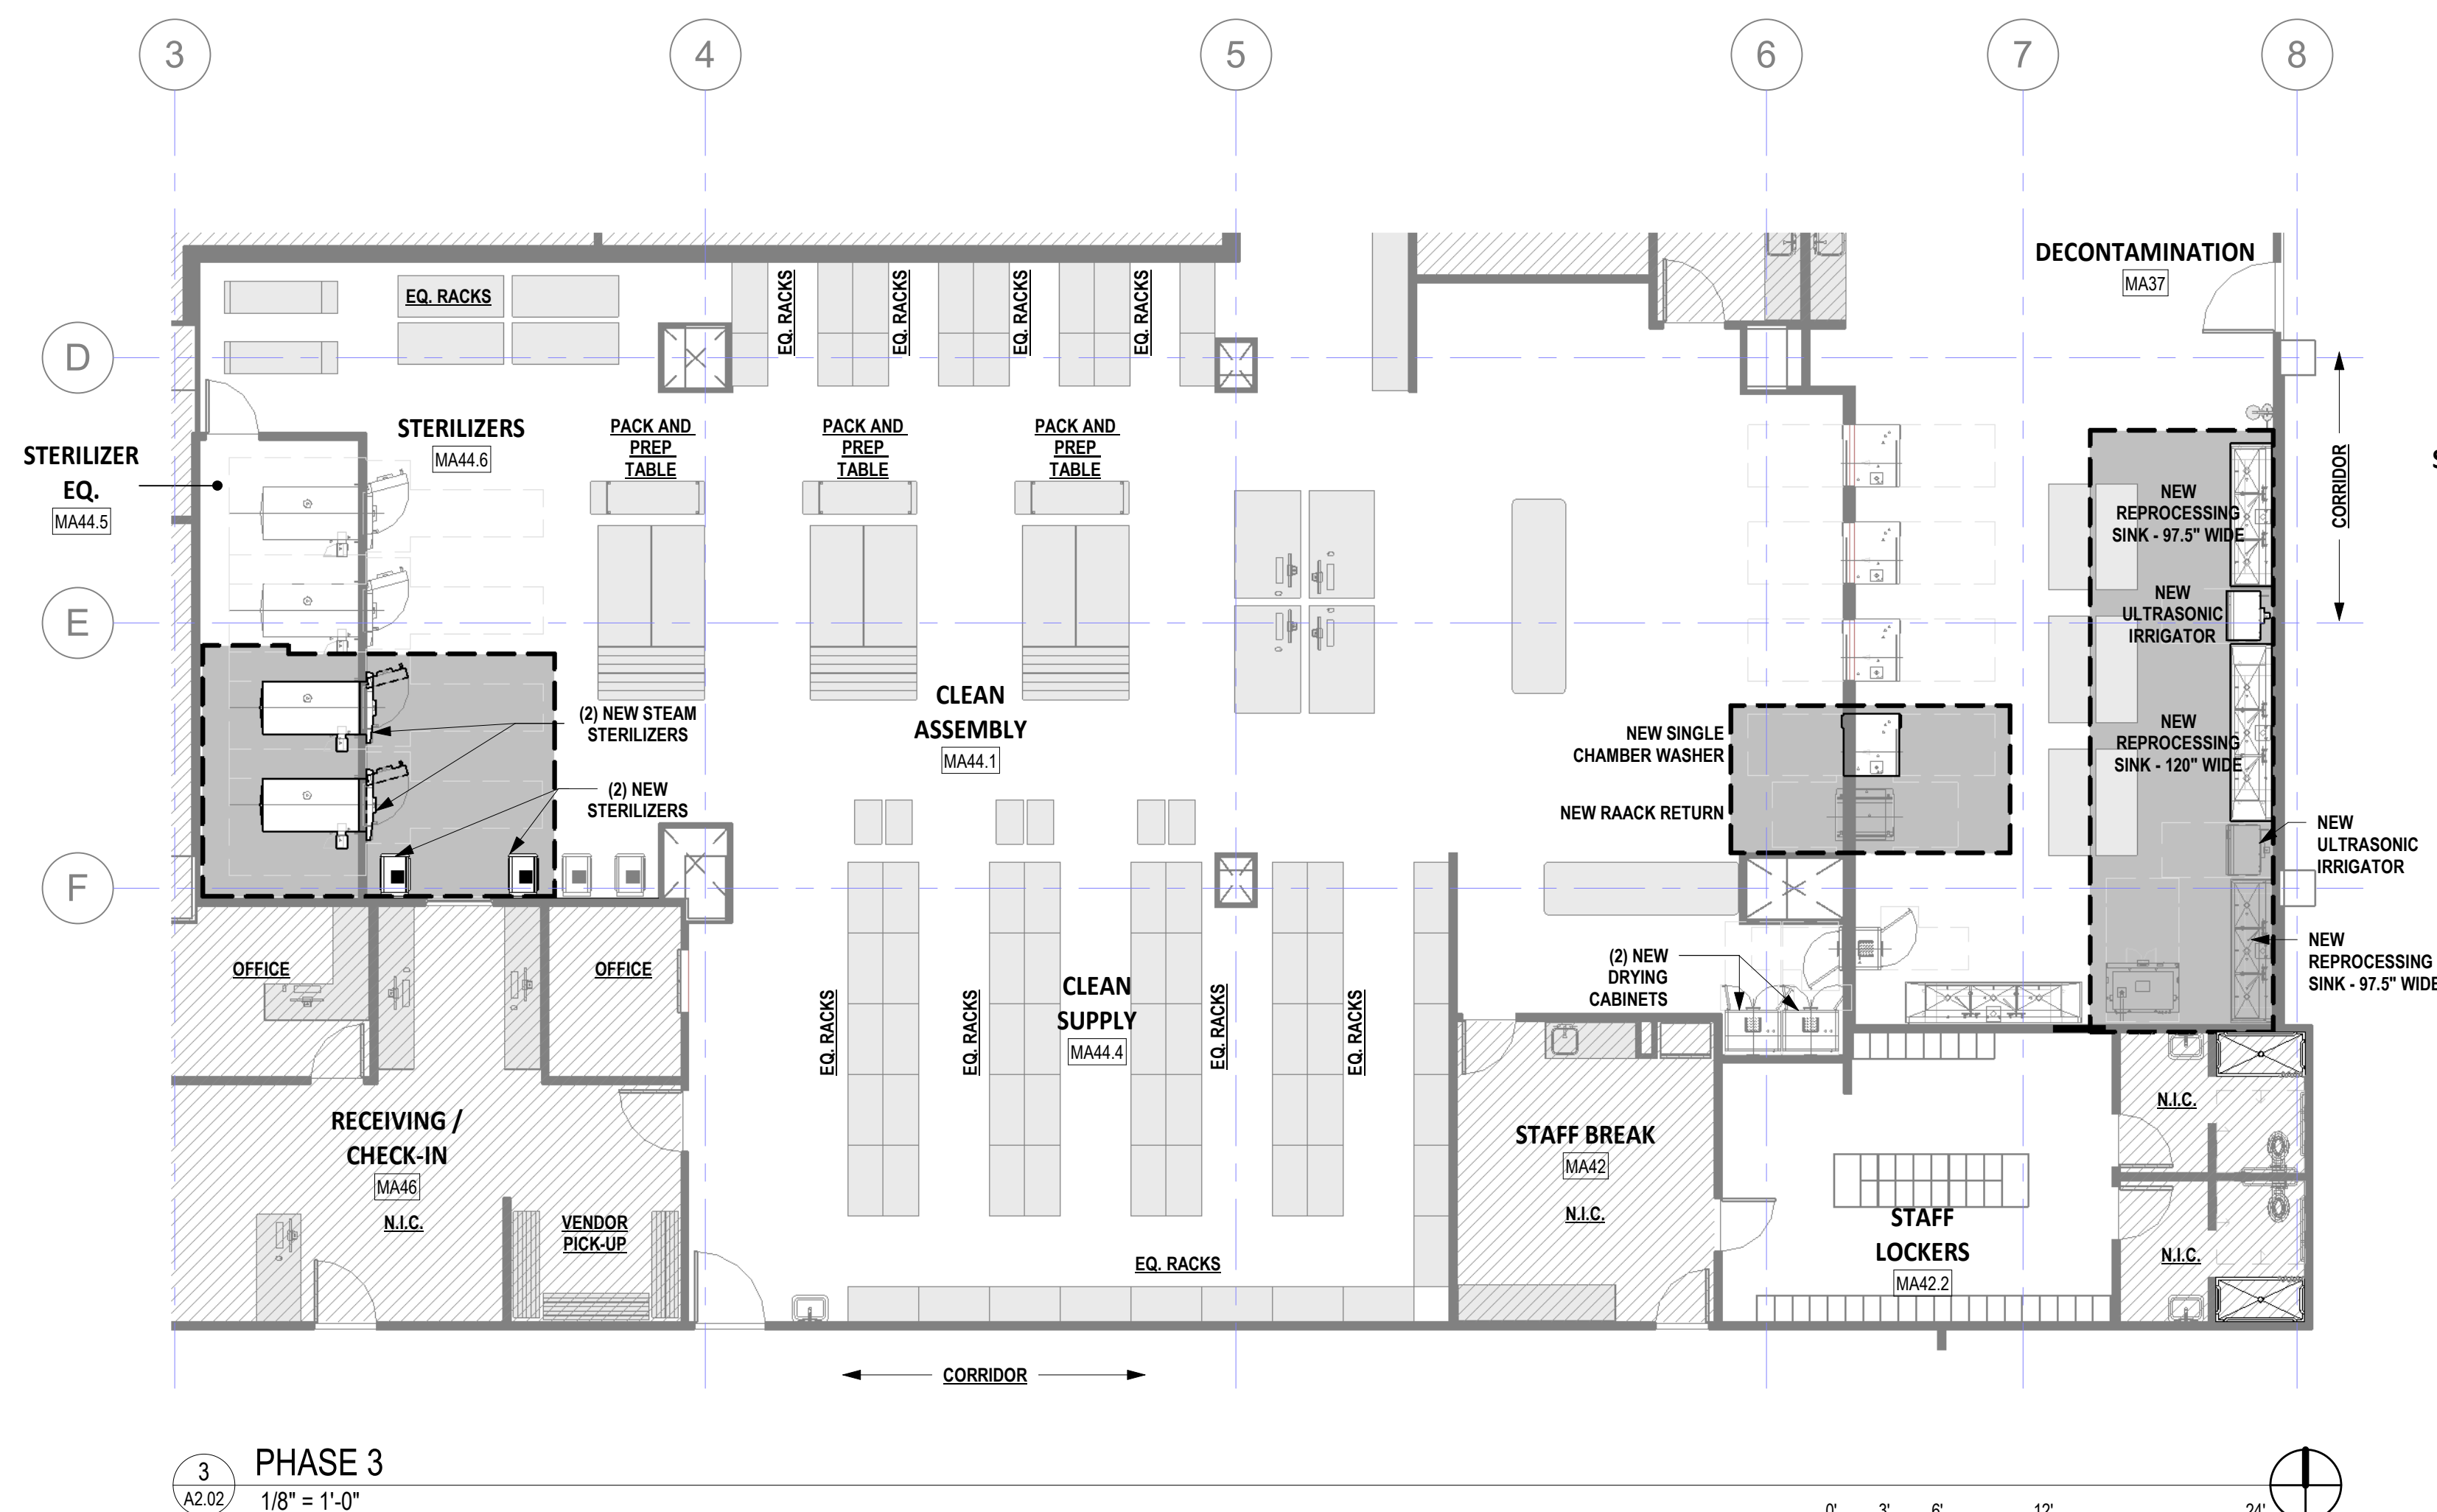 3
4
5
6
7
8
D
E
F
DECONTAMINATION
MA37
EQ. RACKS
EQ. RACKS
EQ. RACKS
EQ. RACKS
EQ. RACKS
STERILIZER
EQ.
MA44.5
STERILIZERS
MA44.6
PACK AND
PREP
TABLE
PACK AND
PREP
TABLE
PACK AND
PREP
TABLE
CORRIDOR
NEW
REPROCESSING
SINK - 97.5" WIDE
NEW
ULTRASONIC
IRRIGATOR
NEW
REPROCESSING
SINK - 120" WIDE
NEW
ULTRASONIC
IRRIGATOR
NEW
REPROCESSING
SINK - 97.5" WIDE
(2) NEW STEAM
STERILIZERS
(2) NEW
STERILIZERS
CLEAN
ASSEMBLY
MA44.1
NEW SINGLE
CHAMBER WASHER
NEW RAACK RETURN
(2) NEW
DRYING
CABINETS
OFFICE
OFFICE
EQ. RACKS
EQ. RACKS
CLEAN
SUPPLY
MA44.4
EQ. RACKS
EQ. RACKS
RECEIVING /
CHECK-IN
MA46
N.I.C.
VENDOR
PICK-UP
EQ. RACKS
STAFF BREAK
MA42
N.I.C.
STAFF
LOCKERS
MA42.2
N.I.C.
N.I.C.
CORRIDOR
3
A2.02
PHASE 3
1/8" = 1'-0"
0' 3' 6' 12' 24'